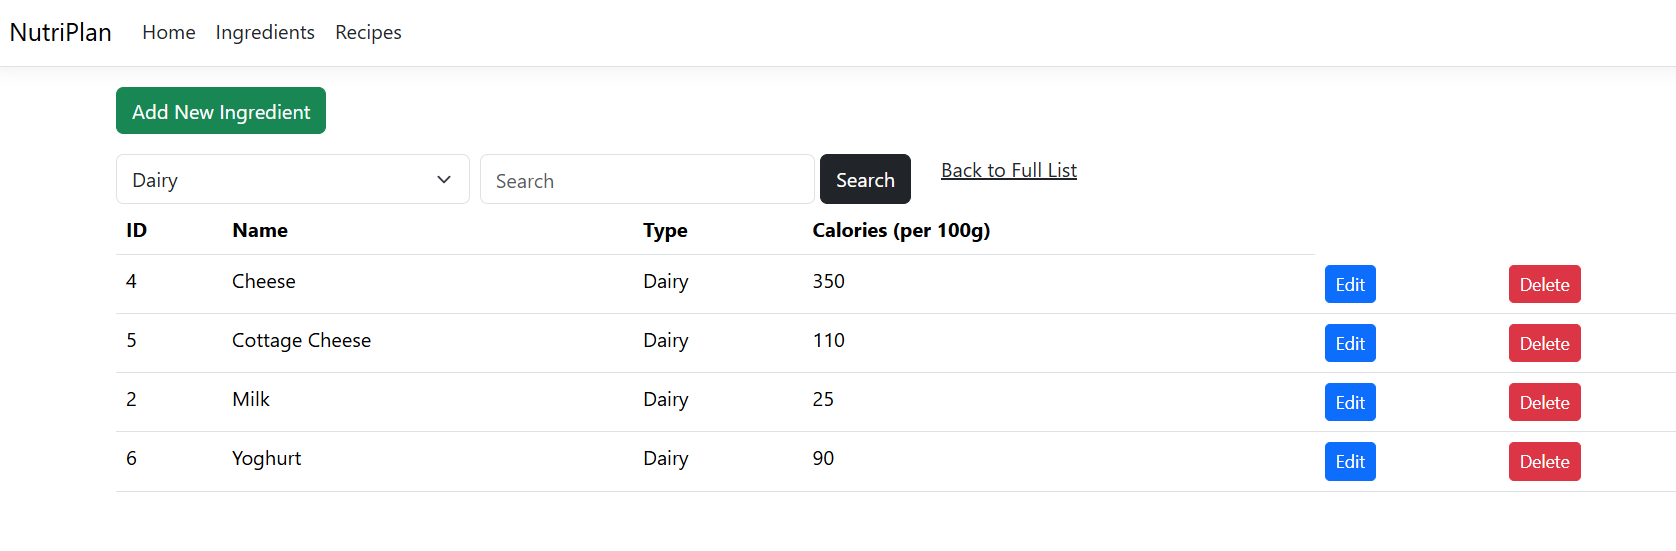 NutriPlan Home Ingredients Recipes
Add New Ingredient
Dairy Search Search Back to Full List
ID Name Type Calories (per 100g)
4 Cheese Dairy 350 Edit Delete
5 Cottage Cheese Dairy 110 Edit Delete
2 Milk Dairy 25 Edit Delete
6 Yoghurt Dairy 90 Edit Delete